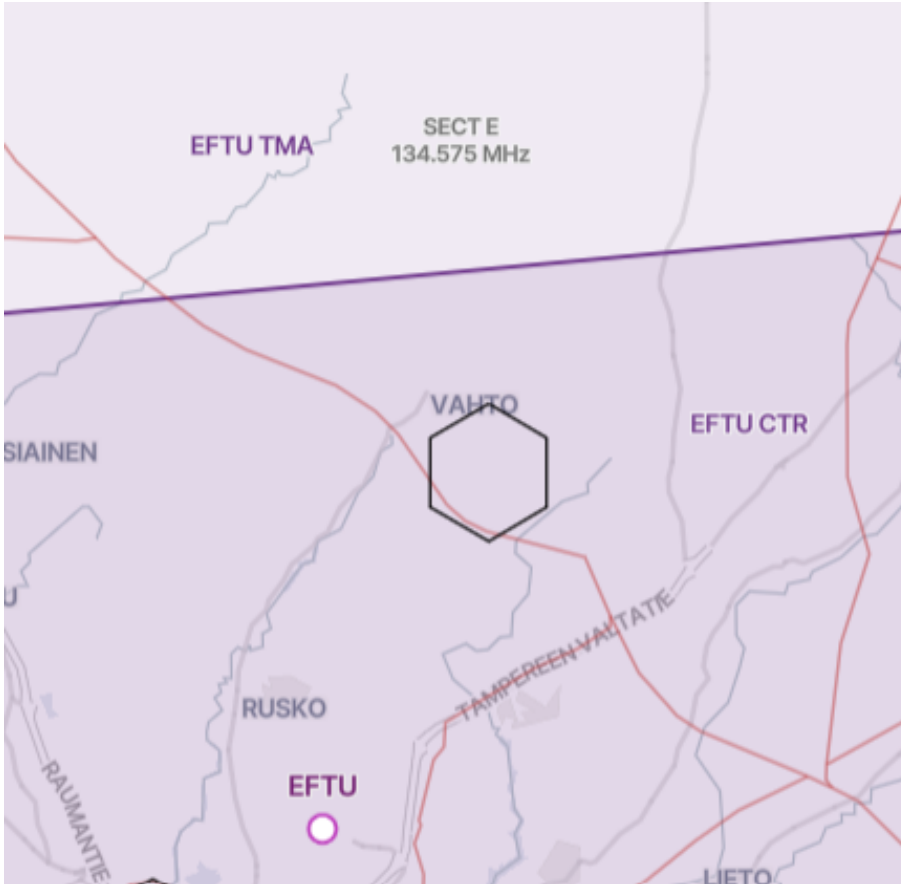 EFTU TMA
SECT E
134.575 MHz
VAHTO
EFTU CTR
SIAINEN
U
TAMPEREEN VALTATIE
RUSKO
EFTU
RAUMANTIE
LIETO